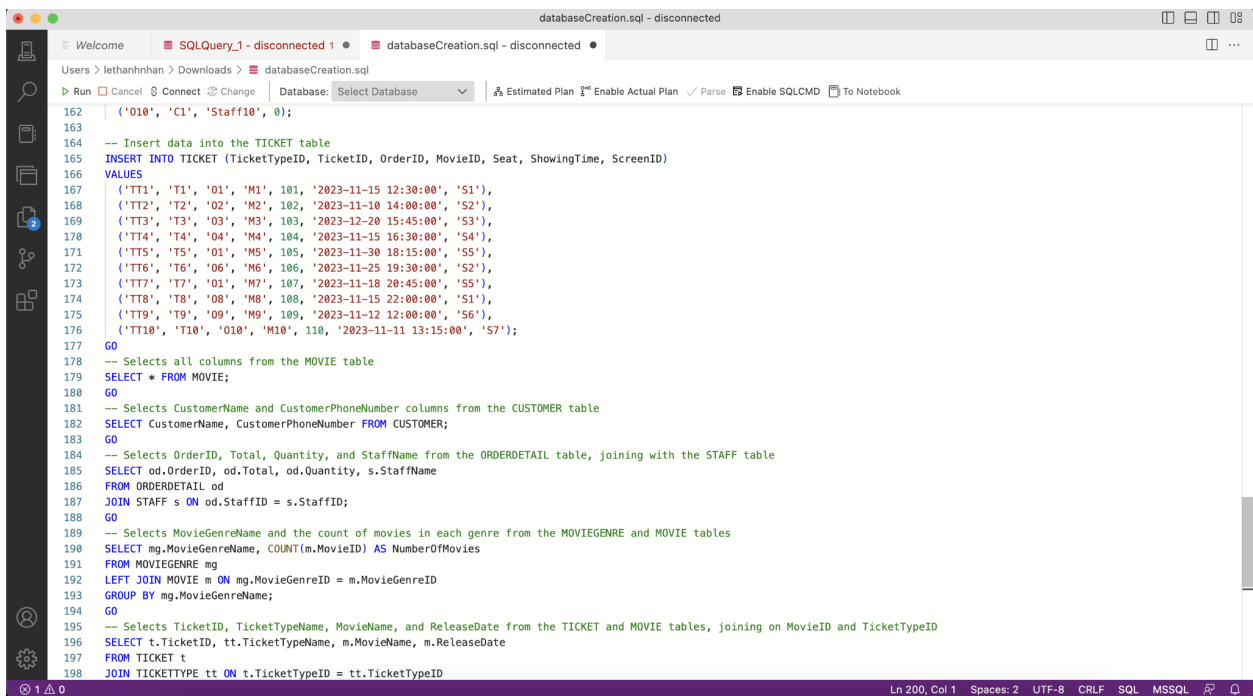 databaseCreation.sql - disconnected
Welcome
SQLQuery_1 - disconnected 1
databaseCreation.sql - disconnected
Users > lethanhnhan > Downloads > databaseCreation.sql
Run Cancel Connect Change Database: Select Database Estimated Plan Enable Actual Plan Parse Enable SQLCMD To Notebook
162 ('O10', 'C1', 'Staff10', 0);
163
164 -- Insert data into the TICKET table
165 INSERT INTO TICKET (TicketTypeID, TicketID, OrderID, MovieID, Seat, ShowingTime, ScreenID)
166 VALUES
167 ('TT1', 'T1', 'O1', 'M1', 101, '2023-11-15 12:30:00', 'S1'),
168 ('TT2', 'T2', 'O2', 'M2', 102, '2023-11-10 14:00:00', 'S2'),
169 ('TT3', 'T3', 'O3', 'M3', 103, '2023-12-20 15:45:00', 'S3'),
170 ('TT4', 'T4', 'O4', 'M4', 104, '2023-11-15 16:30:00', 'S4'),
171 ('TT5', 'T5', 'O1', 'M5', 105, '2023-11-30 18:15:00', 'S5'),
172 ('TT6', 'T6', 'O6', 'M6', 106, '2023-11-25 19:30:00', 'S2'),
173 ('TT7', 'T7', 'O1', 'M7', 107, '2023-11-18 20:45:00', 'S5'),
174 ('TT8', 'T8', 'O8', 'M8', 108, '2023-11-15 22:00:00', 'S1'),
175 ('TT9', 'T9', 'O9', 'M9', 109, '2023-11-12 12:00:00', 'S6'),
176 ('TT10', 'T10', 'O10', 'M10', 110, '2023-11-11 13:15:00', 'S7');
177 GO
178 -- Selects all columns from the MOVIE table
179 SELECT * FROM MOVIE;
180 GO
181 -- Selects CustomerName and CustomerPhoneNumber columns from the CUSTOMER table
182 SELECT CustomerName, CustomerPhoneNumber FROM CUSTOMER;
183 GO
184 -- Selects OrderID, Total, Quantity, and StaffName from the ORDERDETAIL table, joining with the STAFF table
185 SELECT od.OrderID, od.Total, od.Quantity, s.StaffName
186 FROM ORDERDETAIL od
187 JOIN STAFF s ON od.StaffID = s.StaffID;
188 GO
189 -- Selects MovieGenreName and the count of movies in each genre from the MOVIEGENRE and MOVIE tables
190 SELECT mg.MovieGenreName, COUNT(m.MovieID) AS NumberOfMovies
191 FROM MOVIEGENRE mg
192 LEFT JOIN MOVIE m ON mg.MovieGenreID = m.MovieGenreID
193 GROUP BY mg.MovieGenreName;
194 GO
195 -- Selects TicketID, TicketTypeName, MovieName, and ReleaseDate from the TICKET and MOVIE tables, joining on MovieID and TicketTypeID
196 SELECT t.TicketID, tt.TicketTypeName, m.MovieName, m.ReleaseDate
197 FROM TICKET t
198 JOIN TICKETTYPE tt ON t.TicketTypeID = tt.TicketTypeID
2
1 0 Ln 200, Col 1 Spaces: 2 UTF-8 CRLF SQL MSSQL